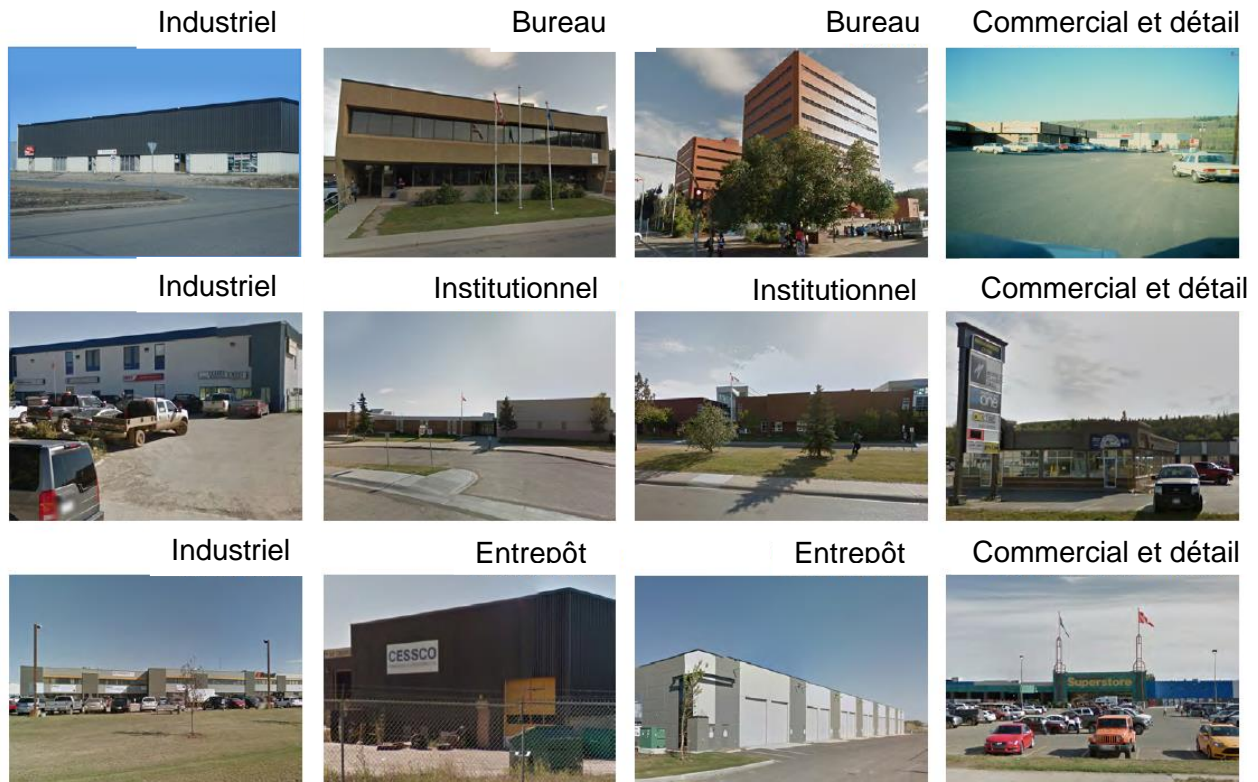 Industriel
Bureau
Bureau
Commercial et détail
Industriel
Institutionnel
Institutionnel
Commercial et détail
one
Industriel
Entrepôt
Entrepôt
Commercial et détail
CESSCO
Superstore